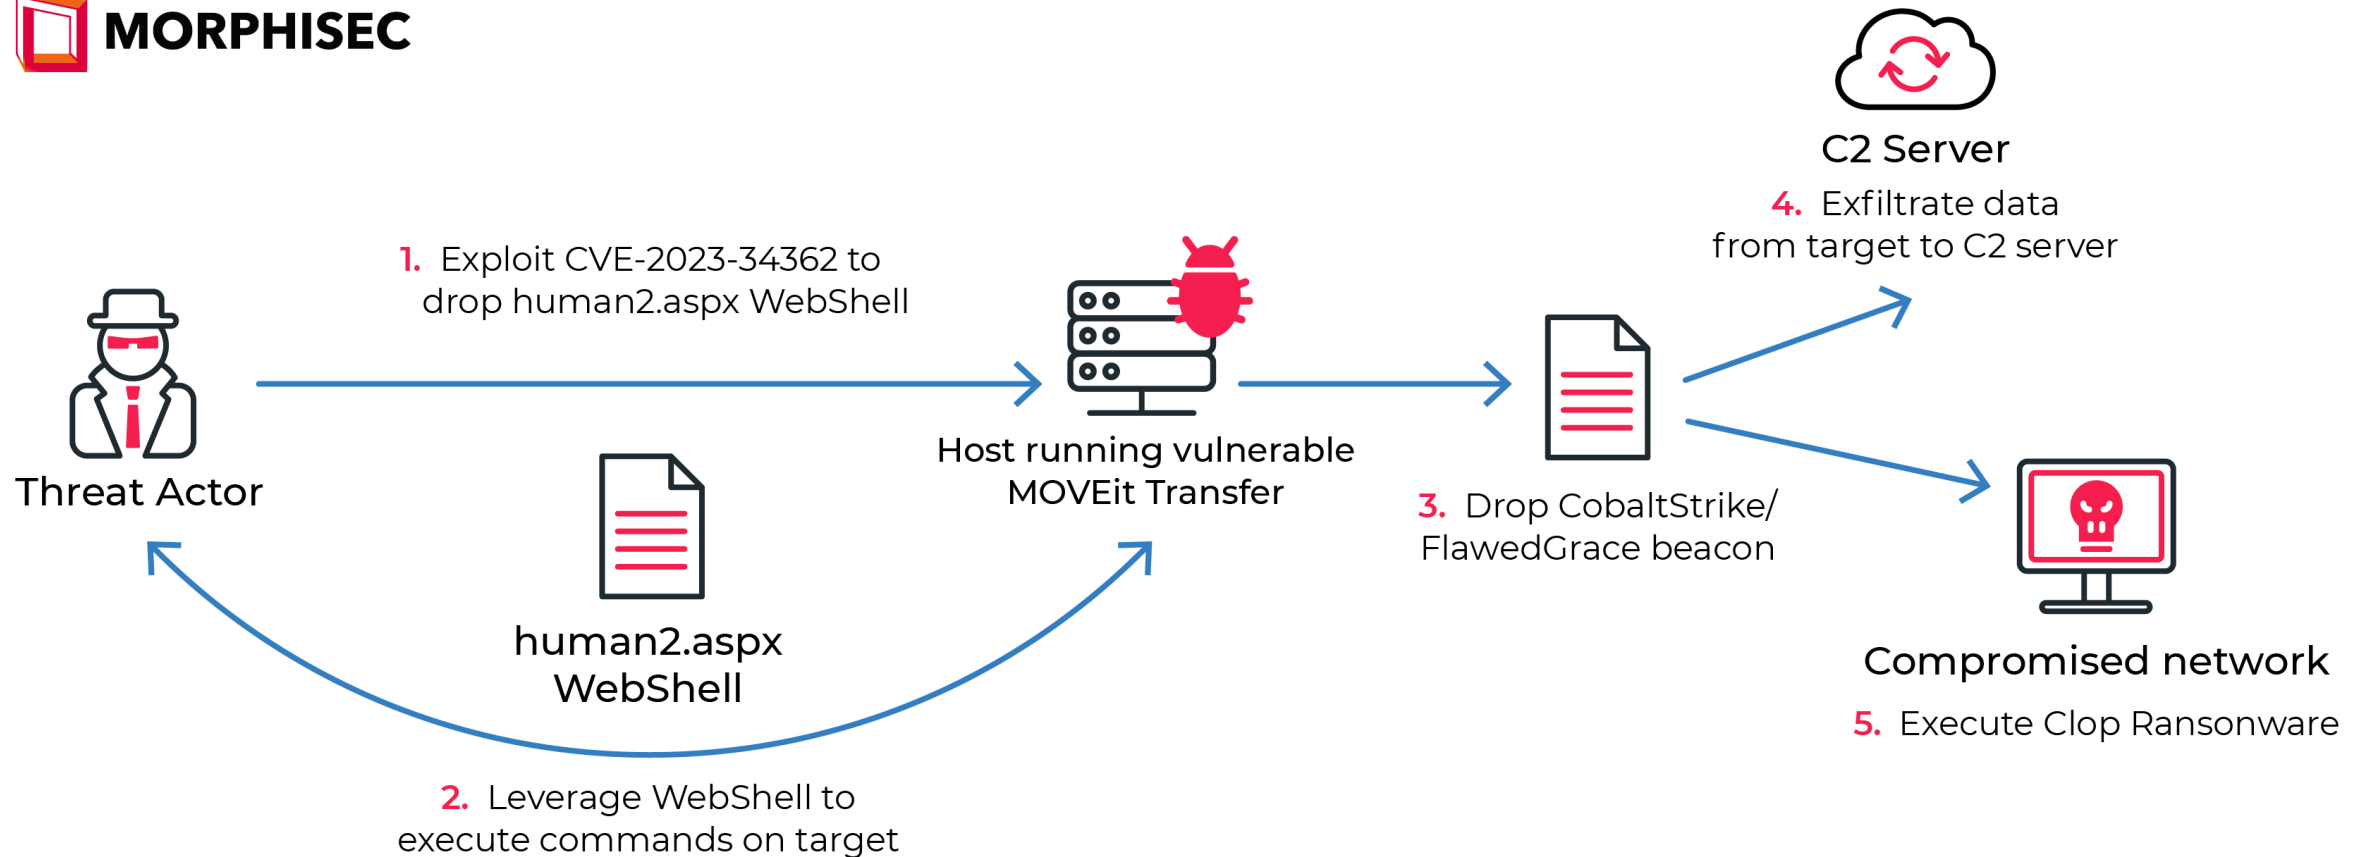 MORPHISEC
C2 Server
4. Exfiltrate data
from target to C2 server
1. Exploit CVE-2023-34362 to
drop human2.aspx WebShell
Threat Actor
Host running vulnerable
MOVEit Transfer
3. Drop CobaltStrike/
FlawedGrace beacon
human2.aspx
WebShell
Compromised network
5. Execute Clop Ransonware
2. Leverage WebShell to
execute commands on target